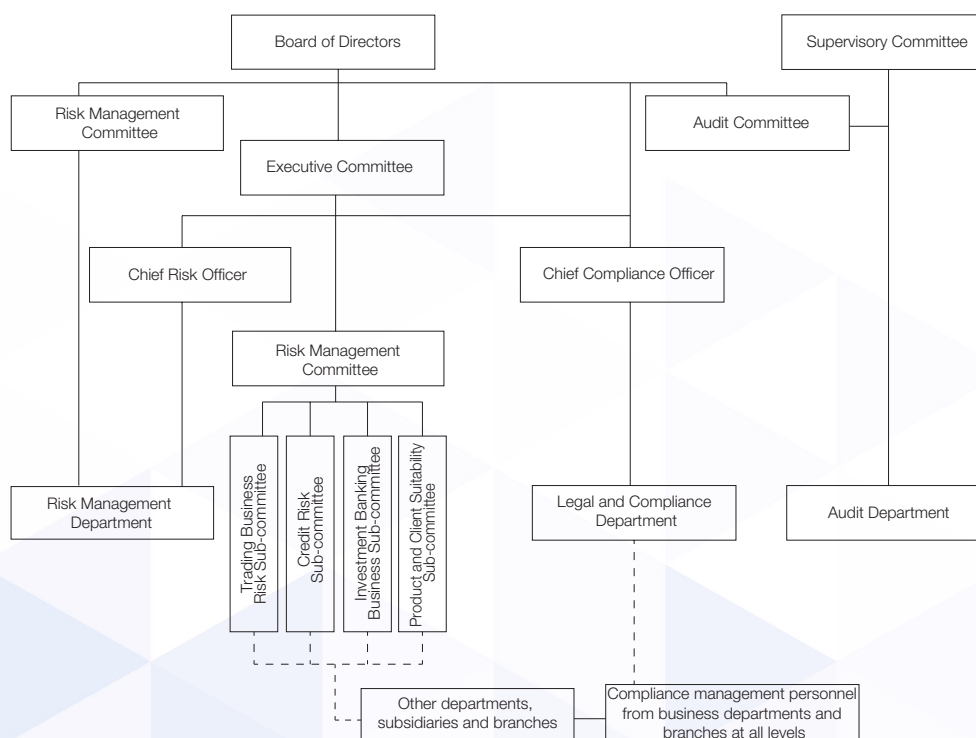 Board of Directors
Supervisory Committee
Risk Management
Committee
Audit Committee
Executive Committee
Chief Risk Officer
Chief Compliance Officer
Risk Management
Committee
Trading Business
Risk Sub-committee
Credit Risk
Sub-committee
Investment Banking
Business Sub-committee
Product and Client Suitability
Sub-committee
Risk Management
Department
Legal and Compliance
Department
Audit Department
Other departments,
subsidiaries and branches
Compliance management personnel
from business departments and
branches at all levels